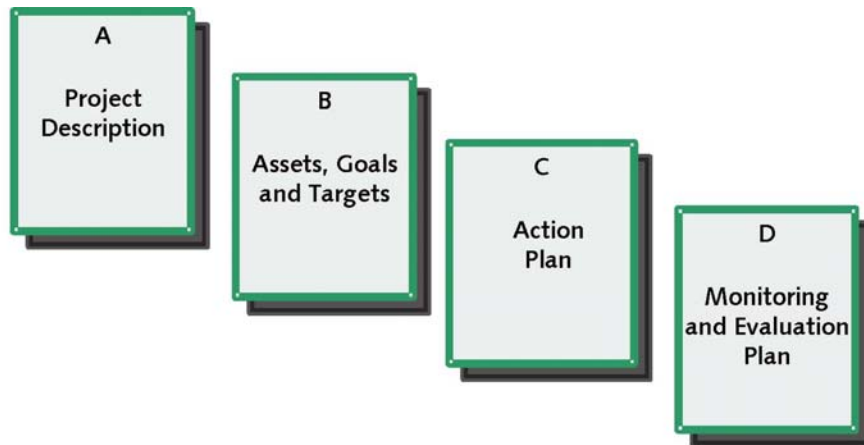 A
Project
Description
B
Assets, Goals
and Targets
C
Action
Plan
D
Monitoring
and Evaluation
Plan